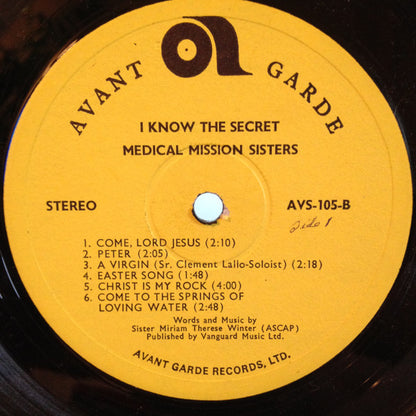 AVANT GARDE
I KNOW THE SECRET
MEDICAL MISSION SISTERS
STEREO
AVS-105-B
Side 1
1. COME, LORD JESUS (2:10)
2. PETER (2:05)
3. A VIRGIN (Sr. Clement Lallo-Soloist) (2:18)
4. EASTER SONG (1:48)
5. CHRIST IS MY ROCK (4:00)
6. COME TO THE SPRINGS OF
LOVING WATER (2:48)
Words and Music by
Sister Miriam Therese Winter (ASCAP)
Published by Vanguard Music Ltd.
AVANT GARDE RECORDS, LTD.